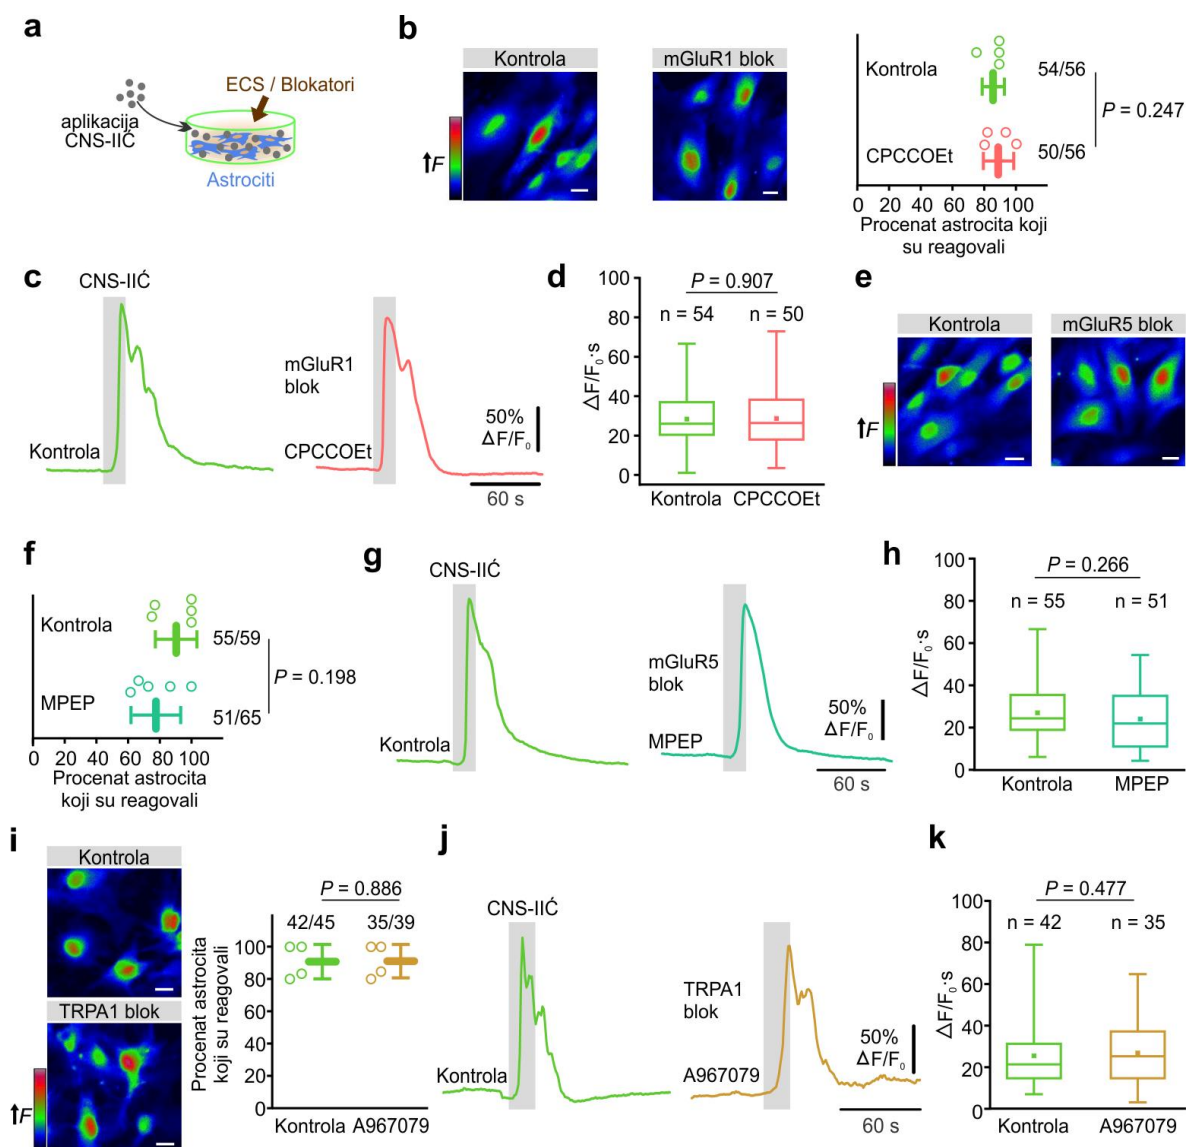 a
ECS / Blokatori
aplikacija
CNS-IIĆ
Astrociti
b
Kontrola
mGluR1 blok
↑F
Kontrola
54/56
P = 0.247
CPCCOEt
50/56
0 20 40 60 80 100
Procenat astrocita koji
su reagovali
c
CNS-IIĆ
Kontrola
mGluR1
blok
CPCCOEt
50%
ΔF/F₀
60 s
d
P = 0.907
n = 54 n = 50
ΔF/F₀·s
100
80
60
40
20
0
Kontrola CPCCOEt
e
Kontrola
mGluR5 blok
↑F
f
Kontrola
55/59
P = 0.198
MPEP
51/65
0 20 40 60 80 100
Procenat astrocita
koji su reagovali
g
CNS-IIĆ
Kontrola
mGluR5
blok
MPEP
50%
ΔF/F₀
60 s
h
P = 0.266
n = 55 n = 51
ΔF/F₀·s
100
80
60
40
20
0
Kontrola MPEP
i
Kontrola
TRPA1 blok
↑F
P = 0.886
42/45 35/39
Procenat astrocita
koji su reagovali
100
80
60
40
20
0
Kontrola A967079
j
CNS-IIĆ
Kontrola
TRPA1
blok
A967079
50%
ΔF/F₀
60 s
k
P = 0.477
n = 42 n = 35
ΔF/F₀·s
100
80
60
40
20
0
Kontrola A967079